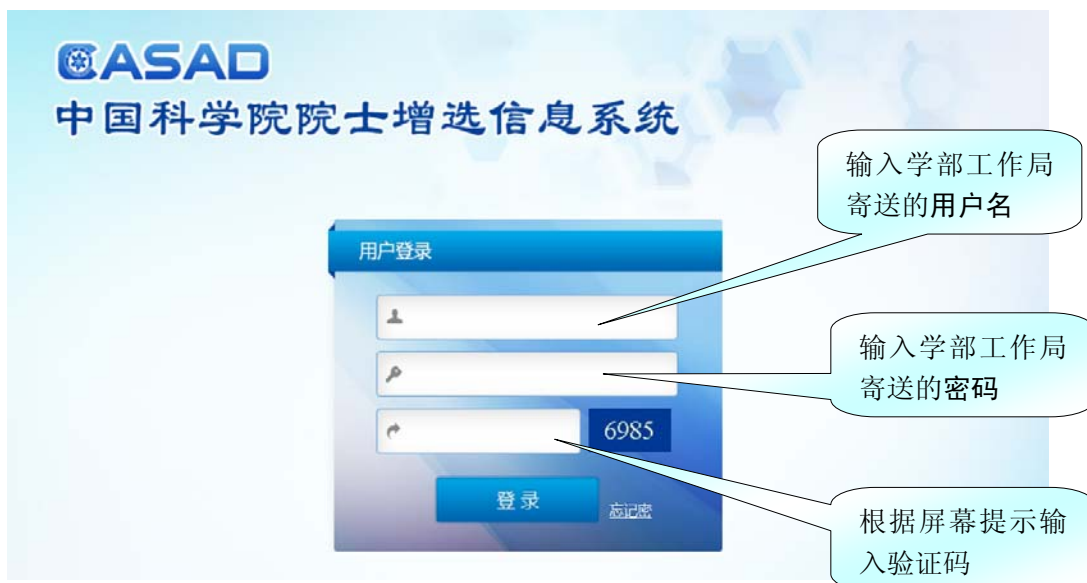 CASAD
中国科学院院士增选信息系统
输入学部工作局
寄送的用户名
用户登录
输入学部工作局
寄送的密码
6985
登录
忘记密
根据屏幕提示输
入验证码